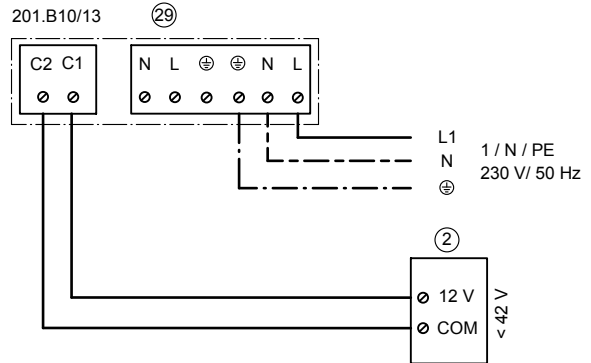 201.B10/13
29
C2 C1
N L ⏚ ⏚ N L
L1
N
⏚
1 / N / PE
230 V/ 50 Hz
2
12 V
COM
< 42 V